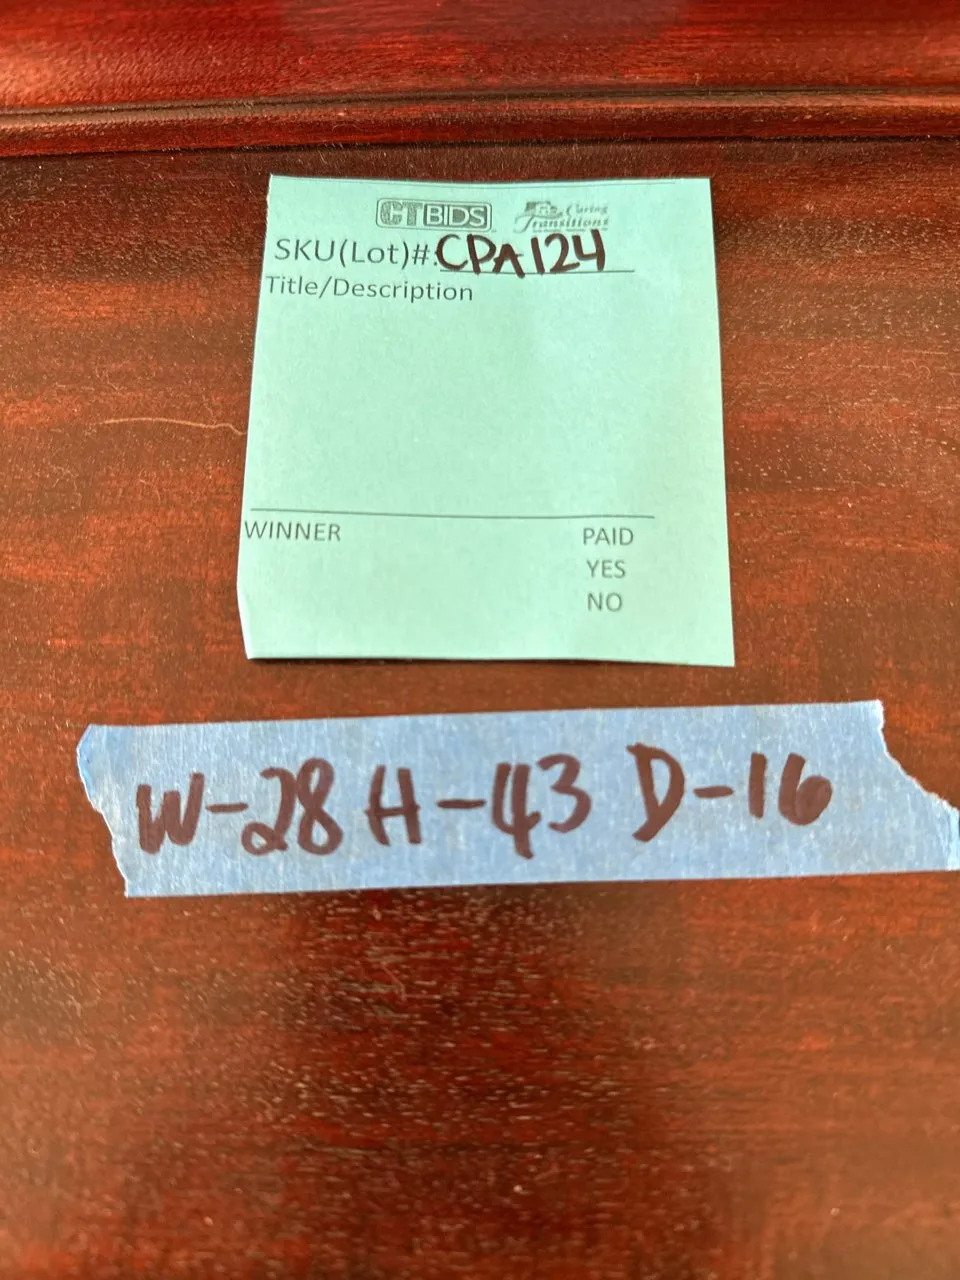 CTBIDS Caring Transitions
SKU(Lot)#: CPA124
Title/Description
WINNER PAID
YES
NO
W-28 H-43 D-16